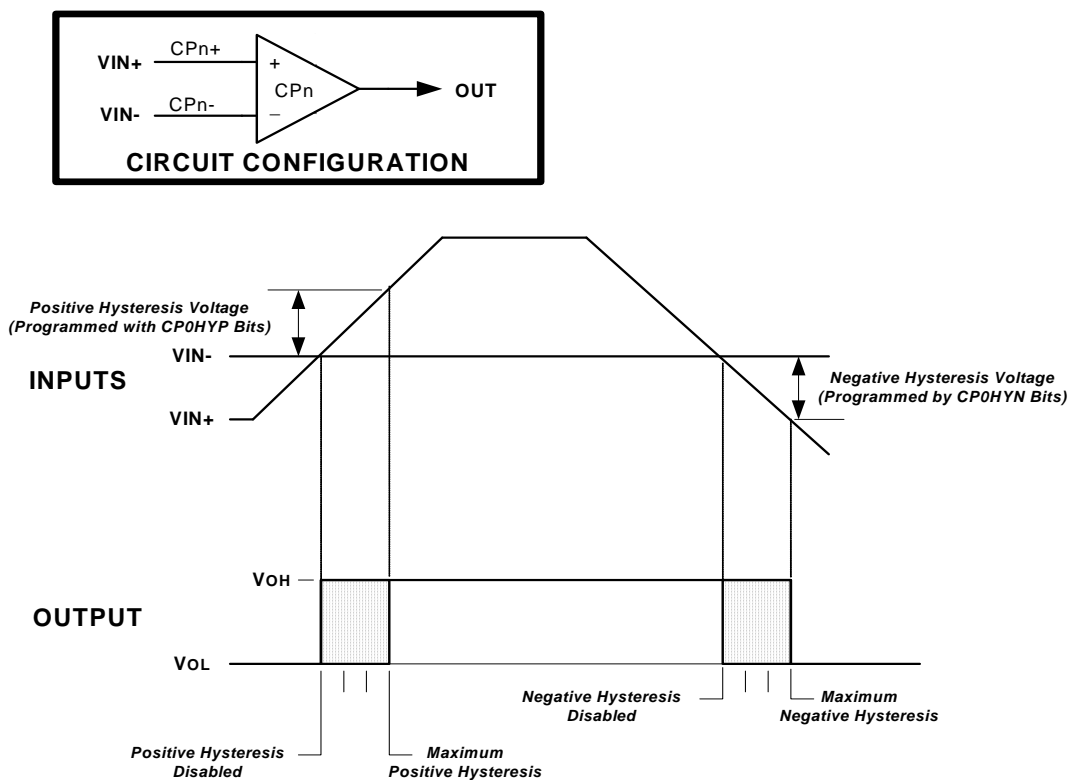 VIN+
CPn+
+
CPn
OUT
VIN-
CPn-
−
CIRCUIT CONFIGURATION
Positive Hysteresis Voltage
(Programmed with CP0HYP Bits)
VIN-
INPUTS
Negative Hysteresis Voltage
(Programmed by CP0HYN Bits)
VIN+
VOH
OUTPUT
VOL
Negative Hysteresis
Disabled
Maximum
Negative Hysteresis
Positive Hysteresis
Disabled
Maximum
Positive Hysteresis